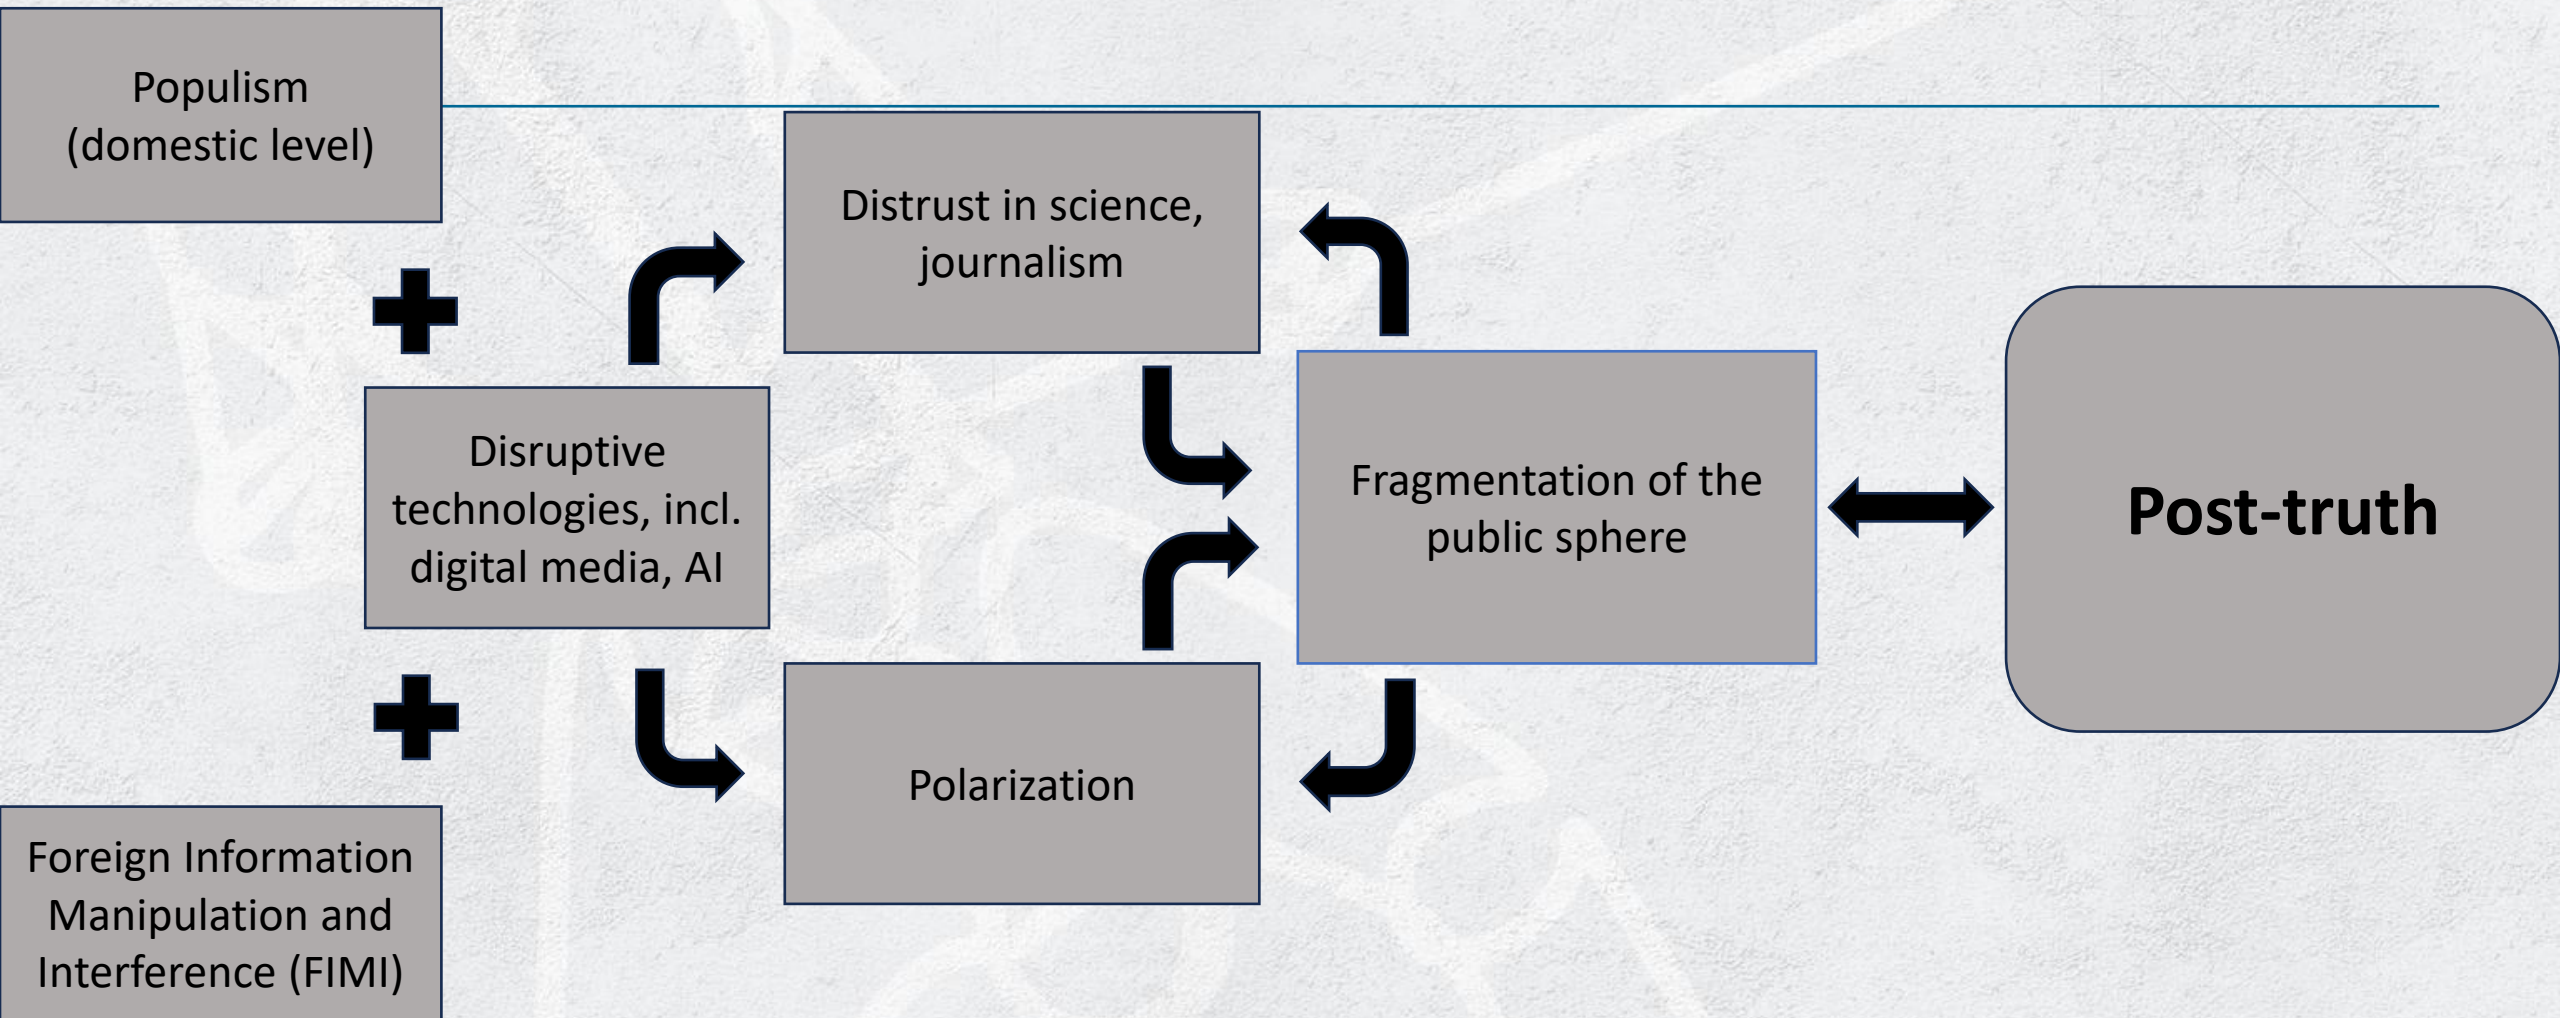 Populism
(domestic level)
Distrust in science,
journalism
Disruptive
technologies, incl.
digital media, AI
Fragmentation of the
public sphere
Post-truth
Polarization
Foreign Information
Manipulation and
Interference (FIMI)